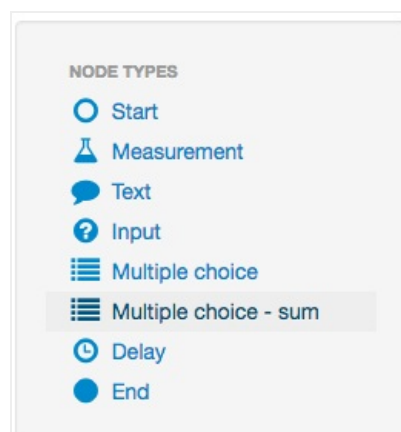 NODE TYPES
Start
Measurement
Text
Input
Multiple choice
Multiple choice - sum
Delay
End